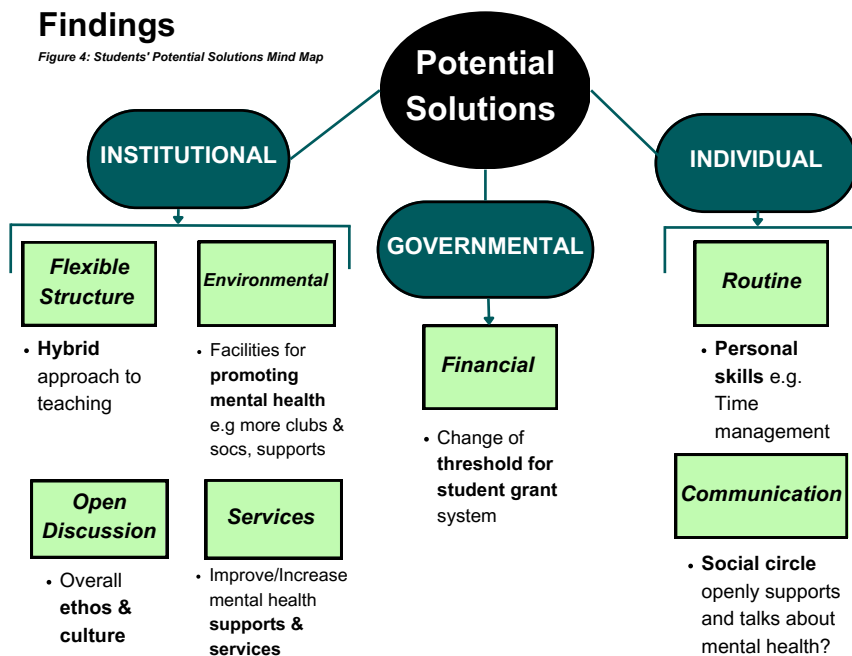 Findings
Figure 4: Students' Potential Solutions Mind Map
Potential
Solutions
INSTITUTIONAL
Flexible
Structure
• Hybrid
approach to
teaching
Environmental
• Facilities for
promoting
mental health
e.g more clubs &
socs, supports
Open
Discussion
• Overall
ethos &
culture
Services
• Improve/Increase
mental health
supports &
services
GOVERNMENTAL
Financial
• Change of
threshold for
student grant
system
INDIVIDUAL
Routine
• Personal
skills e.g.
Time
management
Communication
• Social circle
openly supports
and talks about
mental health?